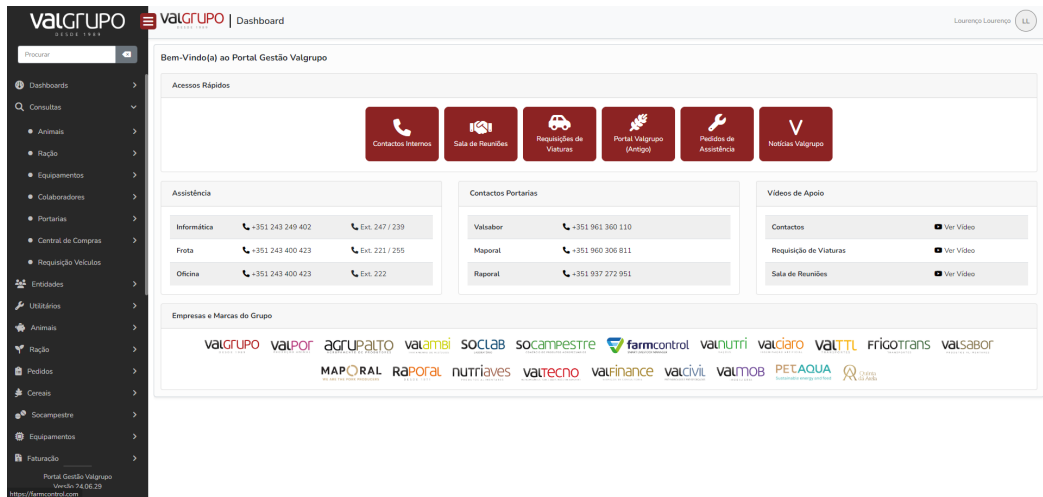 valGrupo
DESDE 1989
Procurar
Dashboards
Consultas
Animais
Ração
Equipamentos
Colaboradores
Portarias
Central de Compras
Requisição Veículos
Entidades
Utilitários
Animais
Ração
Pedidos
Cereais
Socampestre
Equipamentos
Faturação
Portal Gestão Valgrupo
Versão 24.06.29
https://farmcontrol.com
valGrupo | Dashboard
Lourenço Lourenço LL
Bem-Vindo(a) ao Portal Gestão Valgrupo
Acessos Rápidos
Contactos Internos
Sala de Reuniões
Requisições de
Viaturas
Portal Valgrupo
(Antigo)
Pedidos de
Assistência
V
Notícias Valgrupo
Assistência
Informática +351 243 249 402 Ext. 247 / 239
Frota +351 243 400 423 Ext. 221 / 255
Oficina +351 243 400 423 Ext. 222
Contactos Portarias
Valsabor +351 961 360 110
Maporal +351 960 306 811
Raporal +351 937 272 951
Vídeos de Apoio
Contactos Ver Vídeo
Requisição de Viaturas Ver Vídeo
Sala de Reuniões Ver Vídeo
Empresas e Marcas do Grupo
valGrupo valpor agrupalto valambi soclab socampestre farmcontrol valnutri valciaro valTTL Frigotrans valsabor
MAPORAL Raporal nutriaves valtecno valfinance valcivil valmob PETAQUA